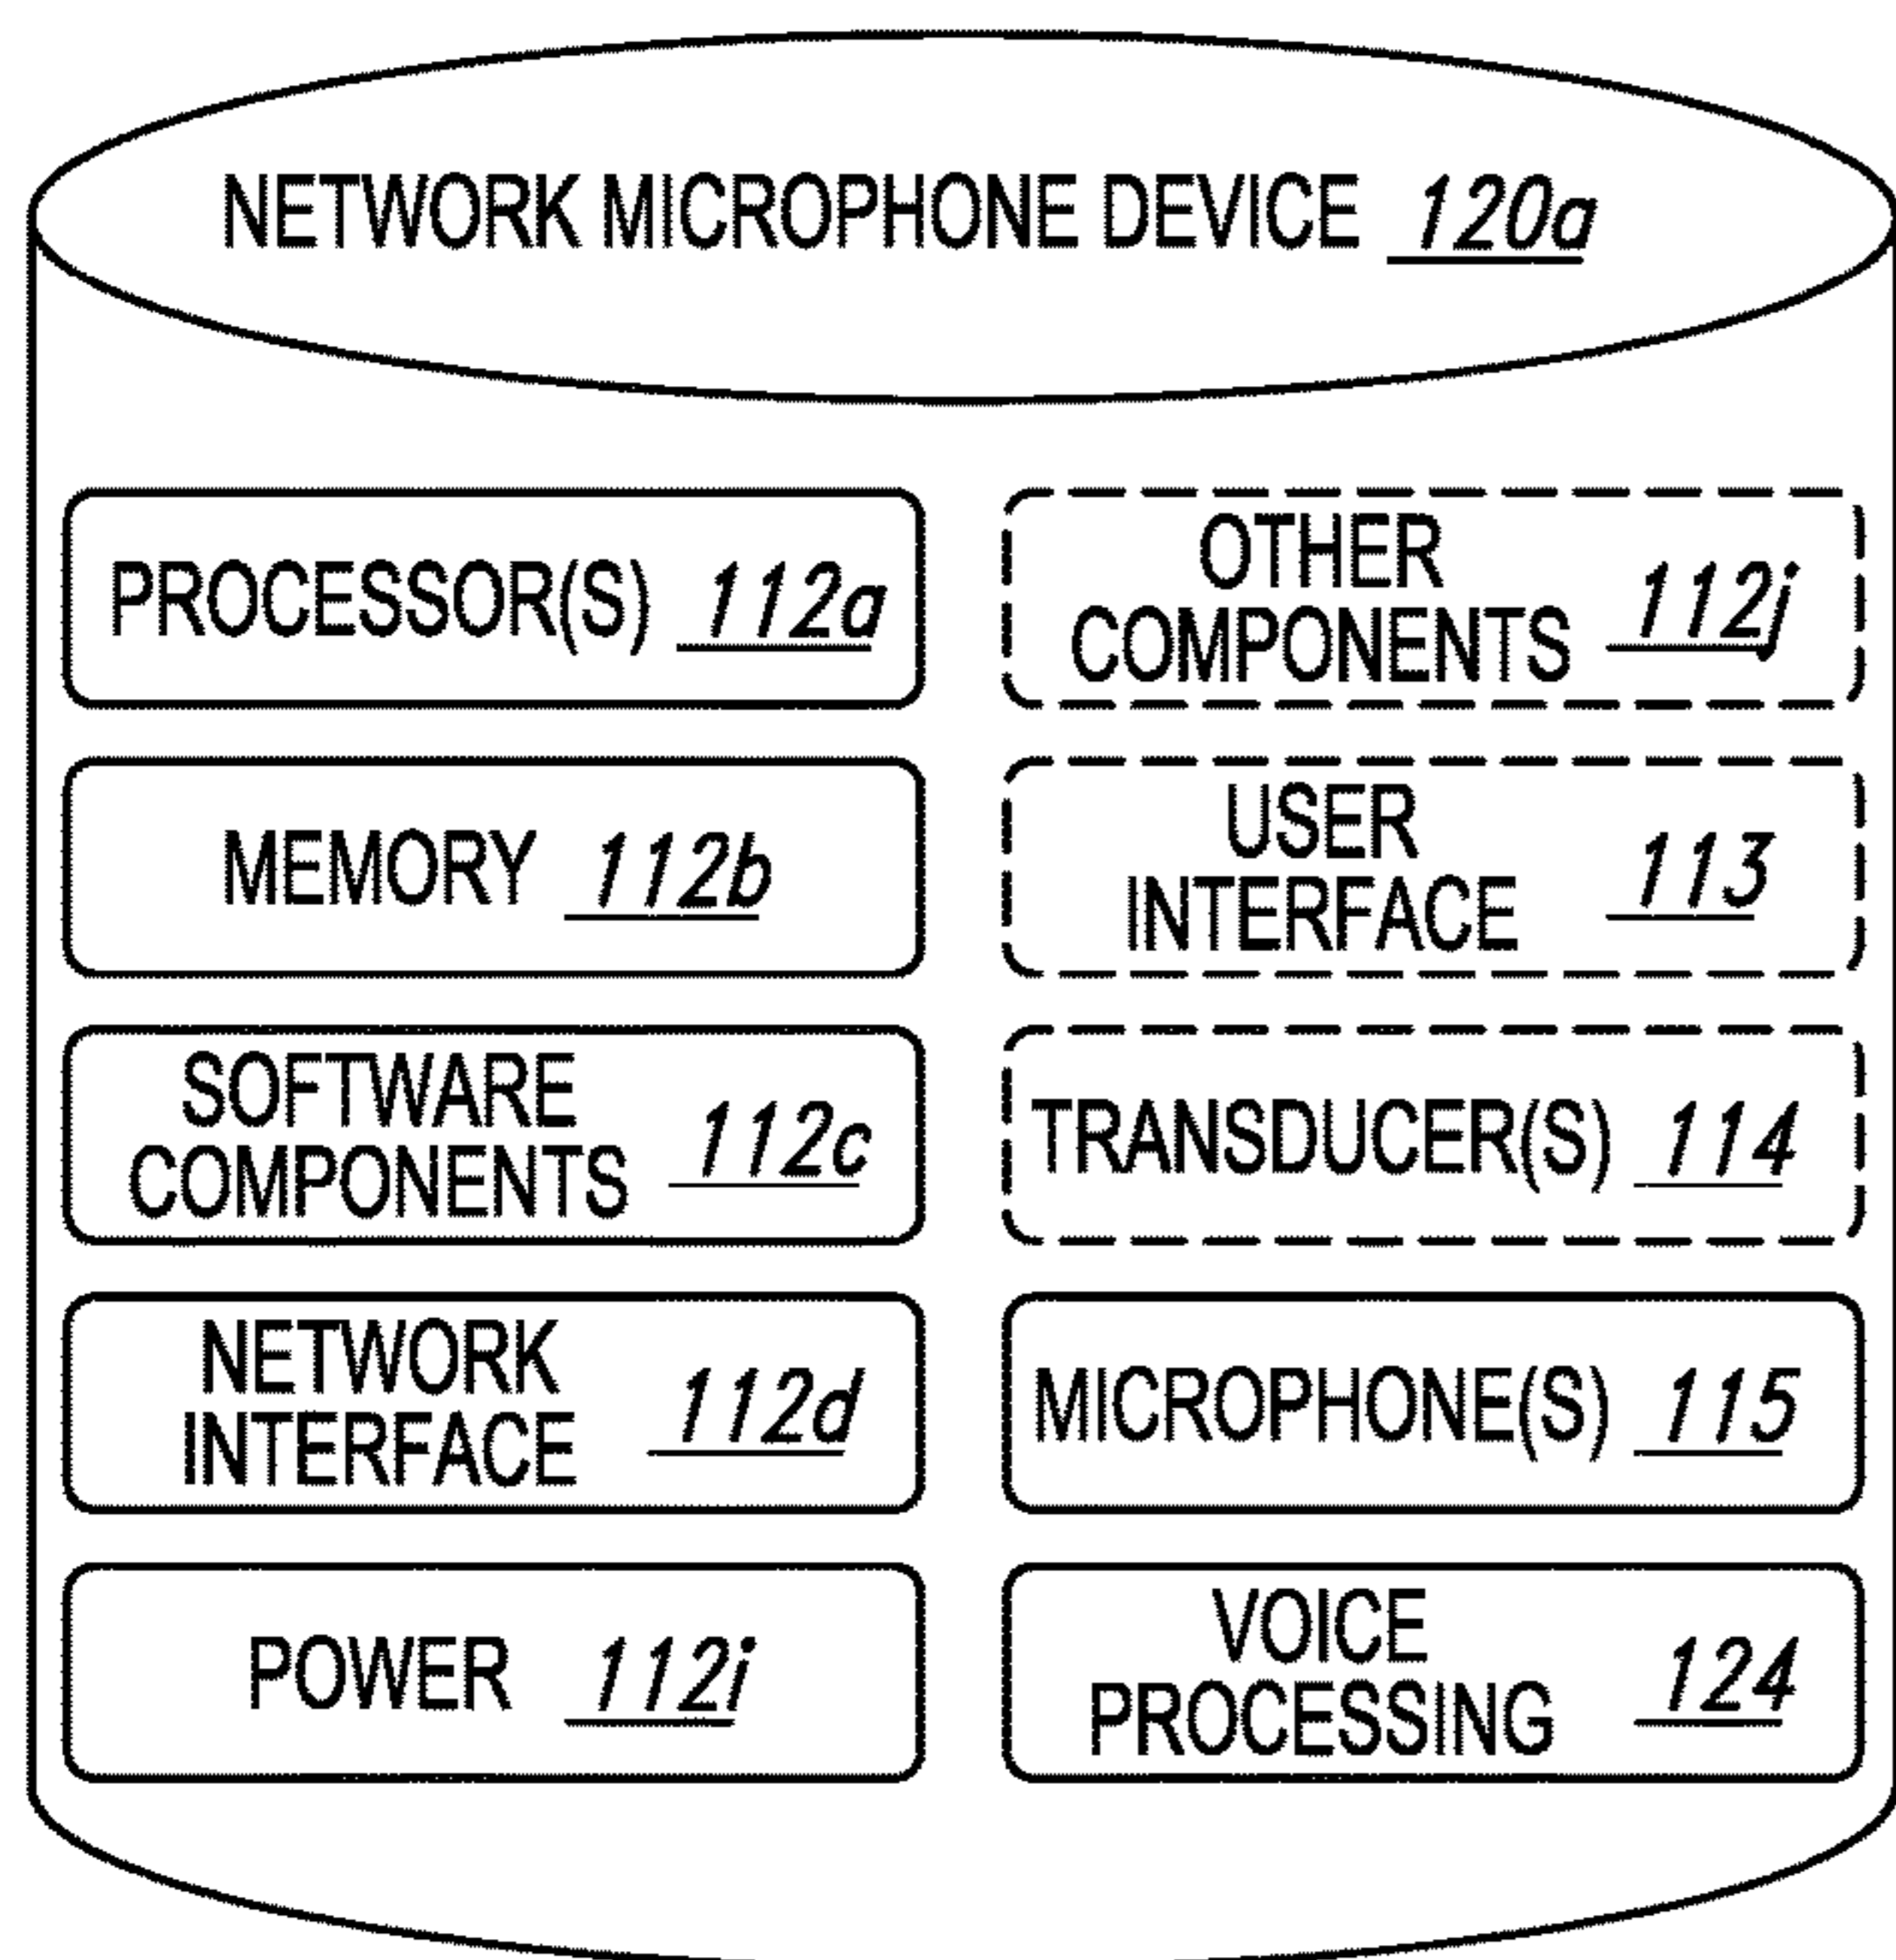 NETWORK MICROPHONE DEVICE 120a
PROCESSOR(S) 112a
MEMORY 112b
SOFTWARE
COMPONENTS 112c
NETWORK
INTERFACE 112d
POWER 112i
OTHER
COMPONENTS 112j
USER
INTERFACE 113
TRANSDUCER(S) 114
MICROPHONE(S) 115
VOICE
PROCESSING 124